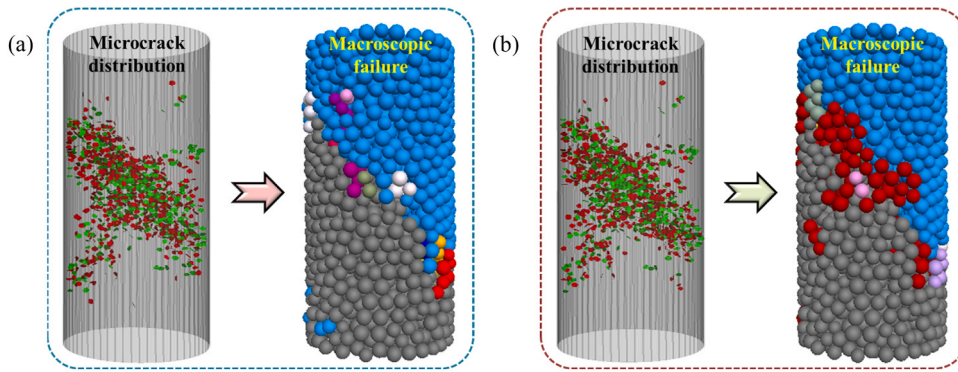 (a)
Microcrack
distribution
Macroscopic
failure
(b)
Microcrack
distribution
Macroscopic
failure